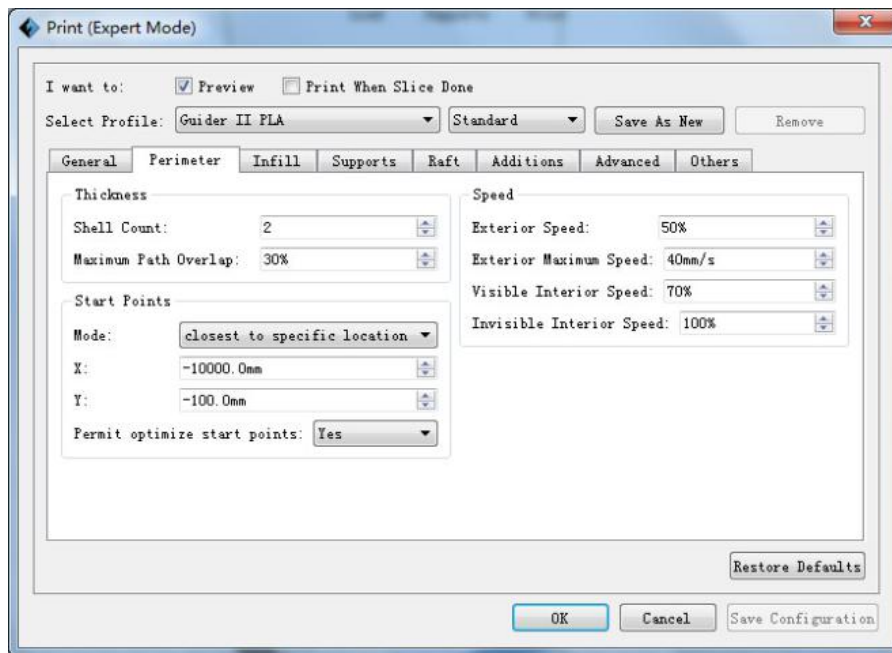 Print (Expert Mode)
I want to: Preview Print When Slice Done
Select Profile: Guider II PLA Standard Save As New Remove
General Perimeter Infill Supports Raft Additions Advanced Others
Thickness
Shell Count: 2
Maximum Path Overlap: 30%
Start Points
Mode: closest to specific location
X: -10000.0mm
Y: -100.0mm
Permit optimize start points: Yes
Speed
Exterior Speed: 50%
Exterior Maximum Speed: 40mm/s
Visible Interior Speed: 70%
Invisible Interior Speed: 100%
Restore Defaults
OK Cancel Save Configuration